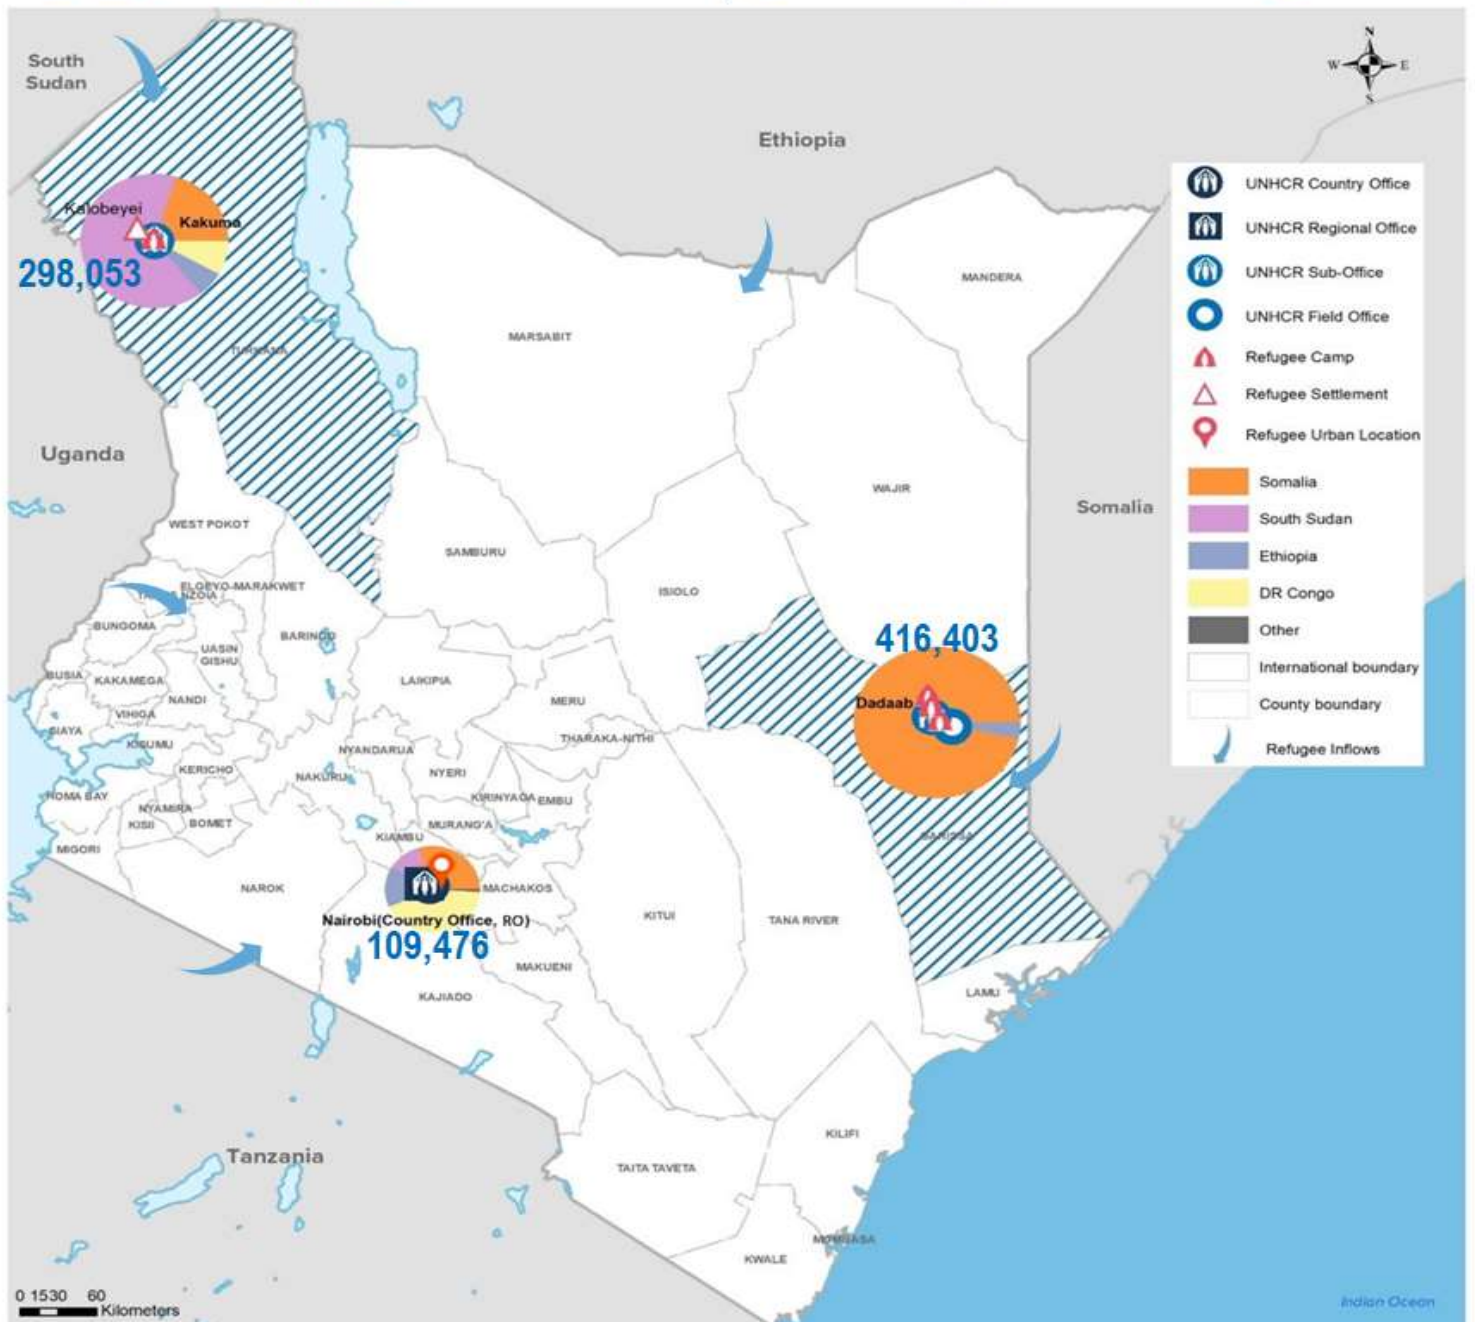 South
Sudan
Ethiopia
N
W
E
S
UNHCR Country Office
UNHCR Regional Office
UNHCR Sub-Office
UNHCR Field Office
Refugee Camp
Refugee Settlement
Refugee Urban Location
Somalia
South Sudan
Ethiopia
DR Congo
Other
International boundary
County boundary
Refugee Inflows
Kalobeyei
Kakuma
298,053
MANDERA
MARSABIT
TURKANA
Uganda
WAJIR
Somalia
WEST POKOT
SAMBURU
ISIOLO
ELGEYO-MARAKWET
NZOIA
BUNGOMA
BARINGO
UASIN
GISHU
416,403
BUSIA
KAKAMEGA
LAIKIPIA
NANDI
MERU
Dadaab
VIHIGA
SIAYA
KISUMU
THARAKA-NITHI
NYANDARUA
KERICHO
NAKURU
NYERI
HOMA BAY
NYAMIRA
KIRINYAGA
EMBU
KISII
BOMET
MURANG'A
KIAMBU
GARISSA
MIGORI
NAROK
MACHAKOS
Nairobi(Country Office, RO)
109,476
KITUI
TANA RIVER
MAKUENI
KAJIADO
LAMU
KILIFI
Tanzania
TAITA TAVETA
MOMBASA
KWALE
0 1530 60
Kilometers
Indian Ocean